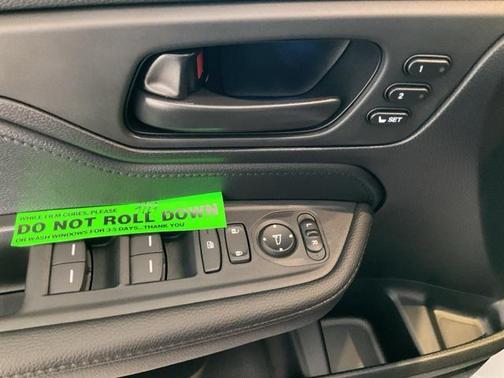 1
2
SET
WHILE FILM CURES, PLEASE
DO NOT ROLL DOWN
OR WASH WINDOWS FOR 3-5 DAYS...THANK YOU
L
R